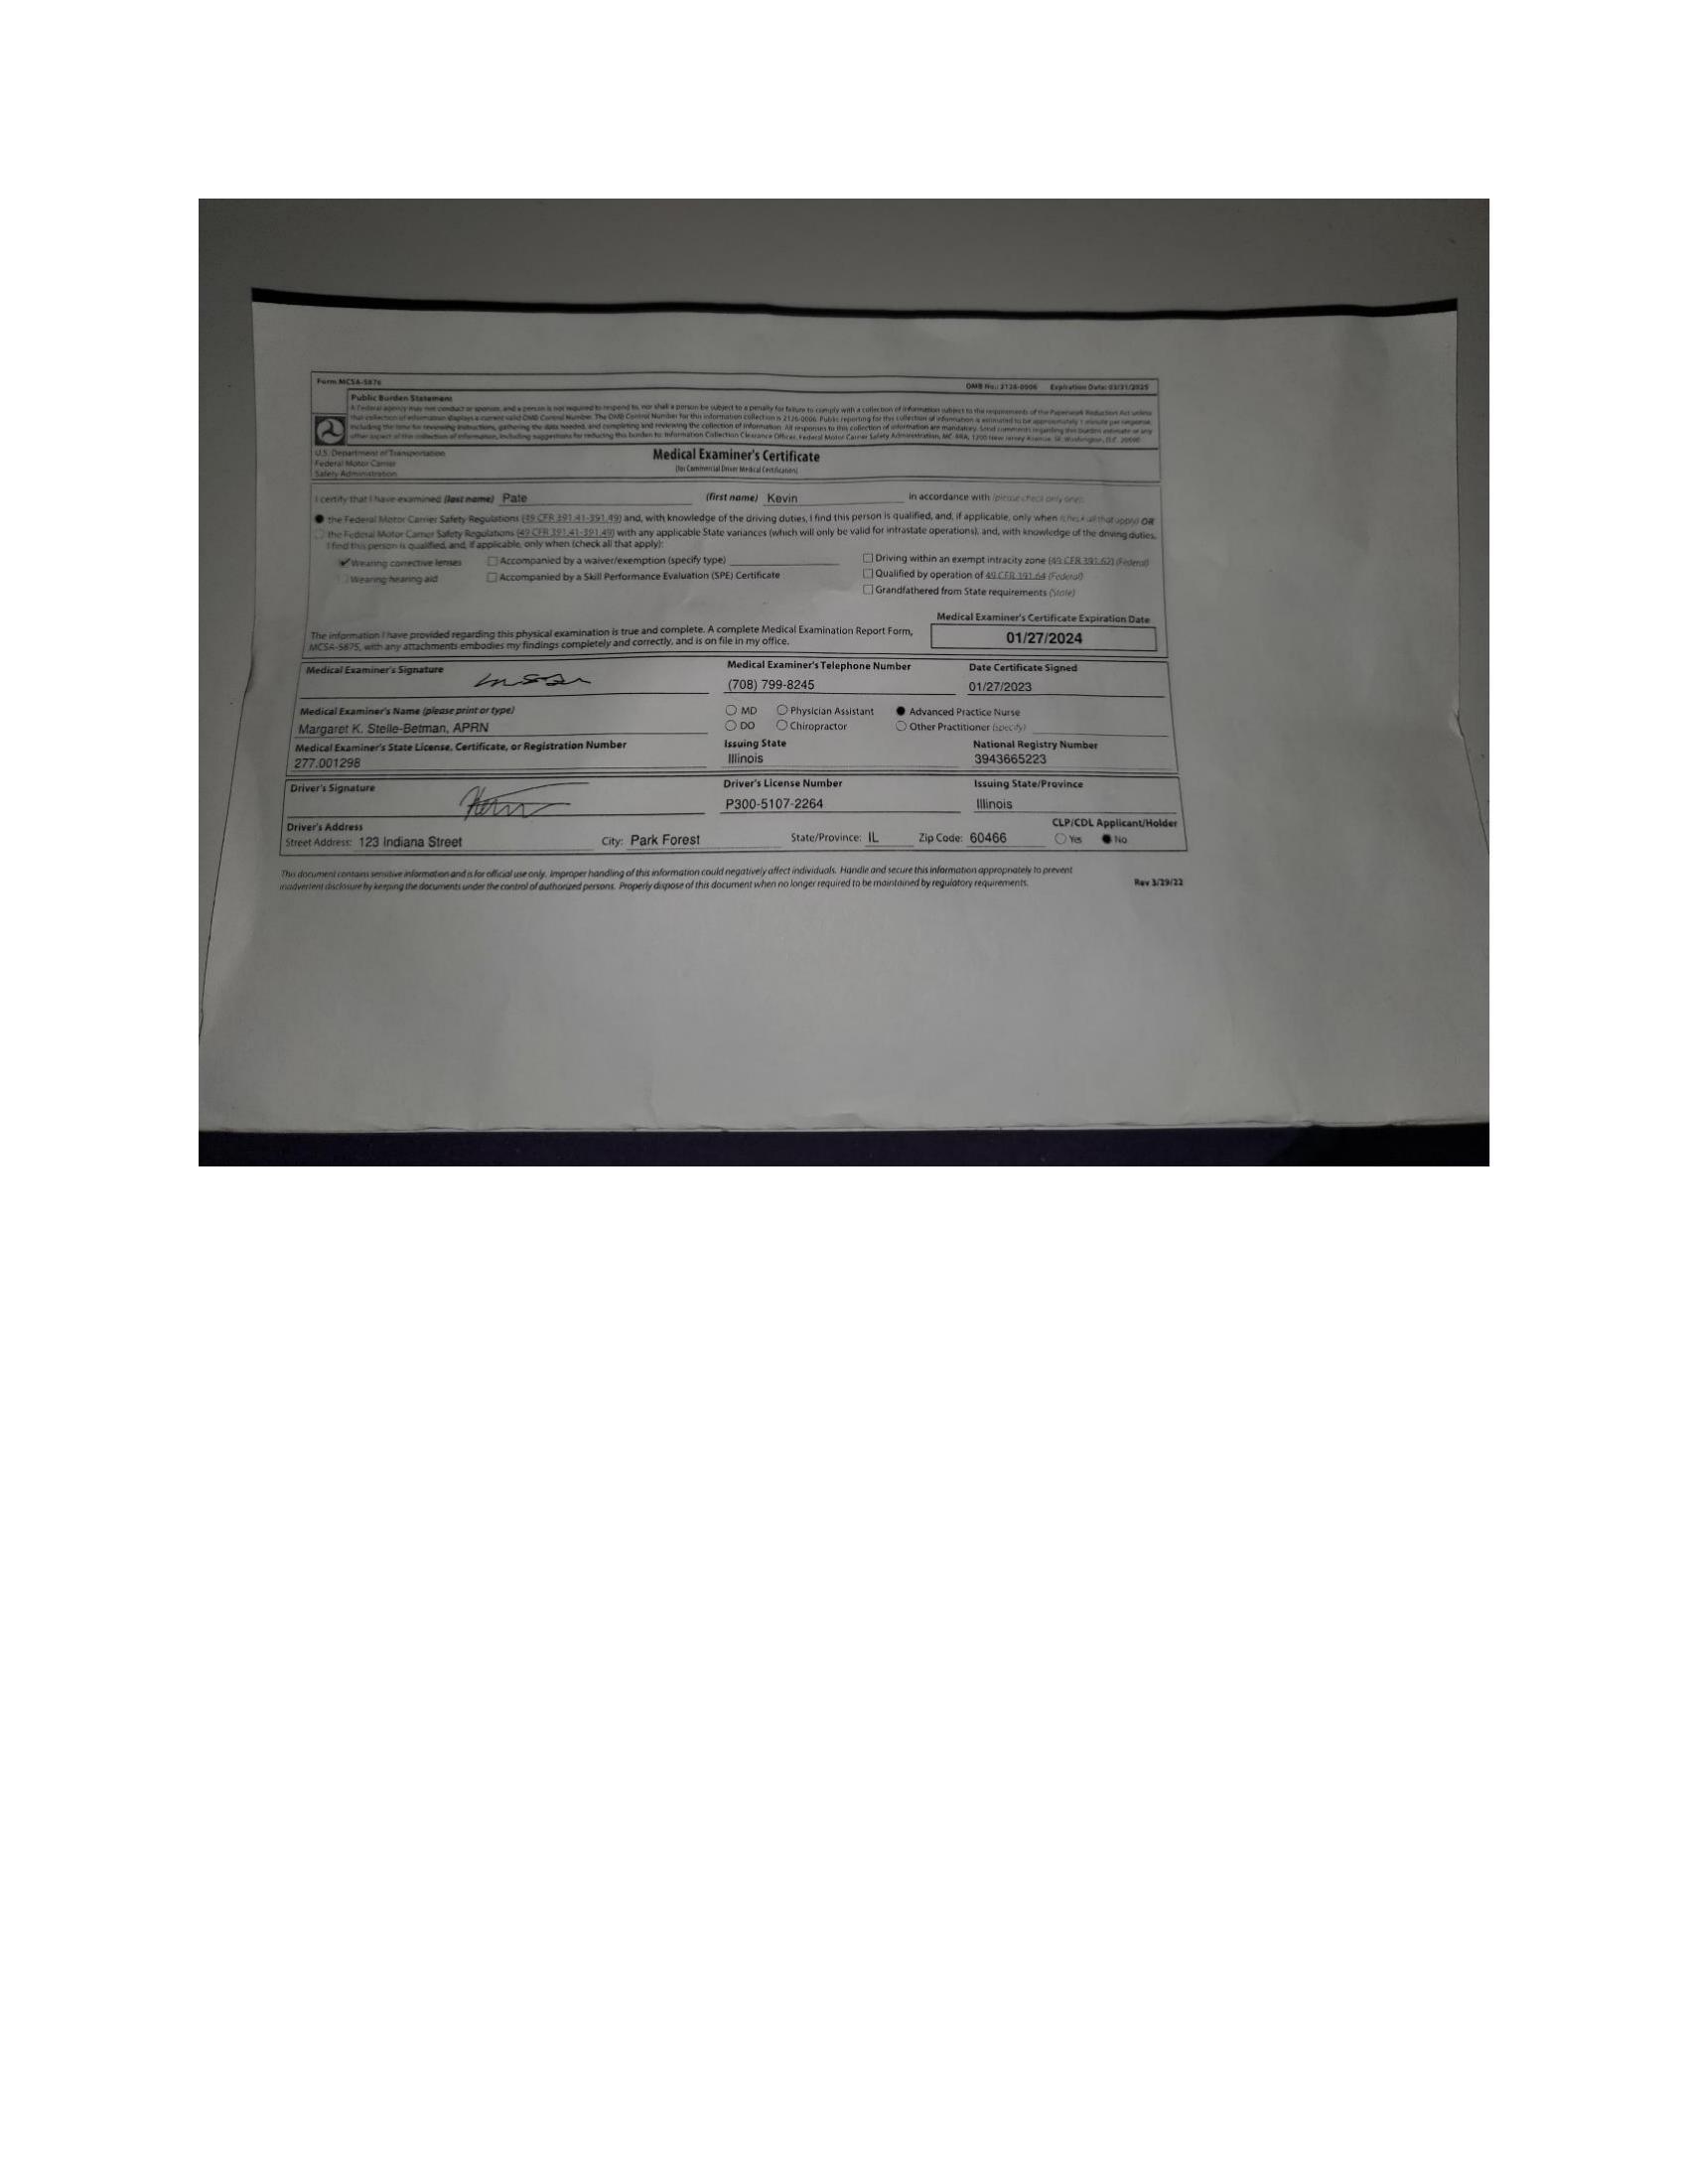 Form MCSA-5876 OMB No.: 2126-0006 Expiration Date: 03/31/2025
Public Burden Statement
A Federal agency may not conduct or sponsor, and a person is not required to respond to, nor shall a person be subject to a penalty for failure to comply with a collection of information subject to the requirements of the Paperwork Reduction Act unless
that collection of information displays a current valid OMB Control Number. The OMB Control Number for this information collection is 2126-0006. Public reporting for this collection of information is estimated to be approximately 1 minute per response,
including the time for reviewing instructions, gathering the data needed, and completing and reviewing the collection of information. All responses to this collection of information are mandatory. Send comments regarding this burden estimate or any
other aspect of this collection of information, including suggestions for reducing this burden to: Information Collection Clearance Officer, Federal Motor Carrier Safety Administration, MC-RRA, 1200 New Jersey Avenue, SE, Washington, D.C. 20590
U.S. Department of Transportation
Federal Motor Carrier
Safety Administration
Medical Examiner's Certificate
(for Commercial Driver Medical Certification)
I certify that I have examined (last name) Pate (first name) Kevin in accordance with (please check only one):
the Federal Motor Carrier Safety Regulations (49 CFR 391.41-391.49) and, with knowledge of the driving duties, I find this person is qualified, and, if applicable, only when (check all that apply) OR
the Federal Motor Carrier Safety Regulations (49 CFR 391.41-391.49) with any applicable State variances (which will only be valid for intrastate operations), and, with knowledge of the driving duties,
I find this person is qualified, and, if applicable, only when (check all that apply):
Wearing corrective lenses Accompanied by a waiver/exemption (specify type) Driving within an exempt intracity zone (49 CFR 391.62) (Federal)
Wearing hearing aid Accompanied by a Skill Performance Evaluation (SPE) Certificate Qualified by operation of 49 CFR 391.64 (Federal)
Grandfathered from State requirements (State)
Medical Examiner's Certificate Expiration Date
The information I have provided regarding this physical examination is true and complete. A complete Medical Examination Report Form, 01/27/2024
MCSA-5875, with any attachments embodies my findings completely and correctly, and is on file in my office.
Medical Examiner's Signature Medical Examiner's Telephone Number Date Certificate Signed
(708) 799-8245 01/27/2023
Medical Examiner's Name (please print or type) MD Physician Assistant Advanced Practice Nurse
Margaret K. Stelle-Betman, APRN DO Chiropractor Other Practitioner (specify)
Medical Examiner's State License, Certificate, or Registration Number Issuing State National Registry Number
277.001298 Illinois 3943665223
Driver's Signature Driver's License Number Issuing State/Province
P300-5107-2264 Illinois
Driver's Address CLP/CDL Applicant/Holder
Street Address: 123 Indiana Street City: Park Forest State/Province: IL Zip Code: 60466 Yes No
This document contains sensitive information and is for official use only. Improper handling of this information could negatively affect individuals. Handle and secure this information appropriately to prevent
inadvertent disclosure by keeping the documents under the control of authorized persons. Properly dispose of this document when no longer required to be maintained by regulatory requirements. Rev 3/29/22